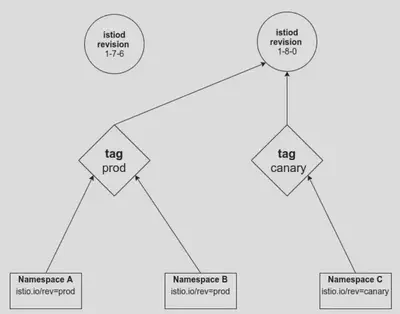 istiod
revision
1-7-6
istiod
revision
1-8-0
tag
prod
tag
canary
Namespace A
istio.io/rev=prod
Namespace B
istio.io/rev=prod
Namespace C
istio.io/rev=canary